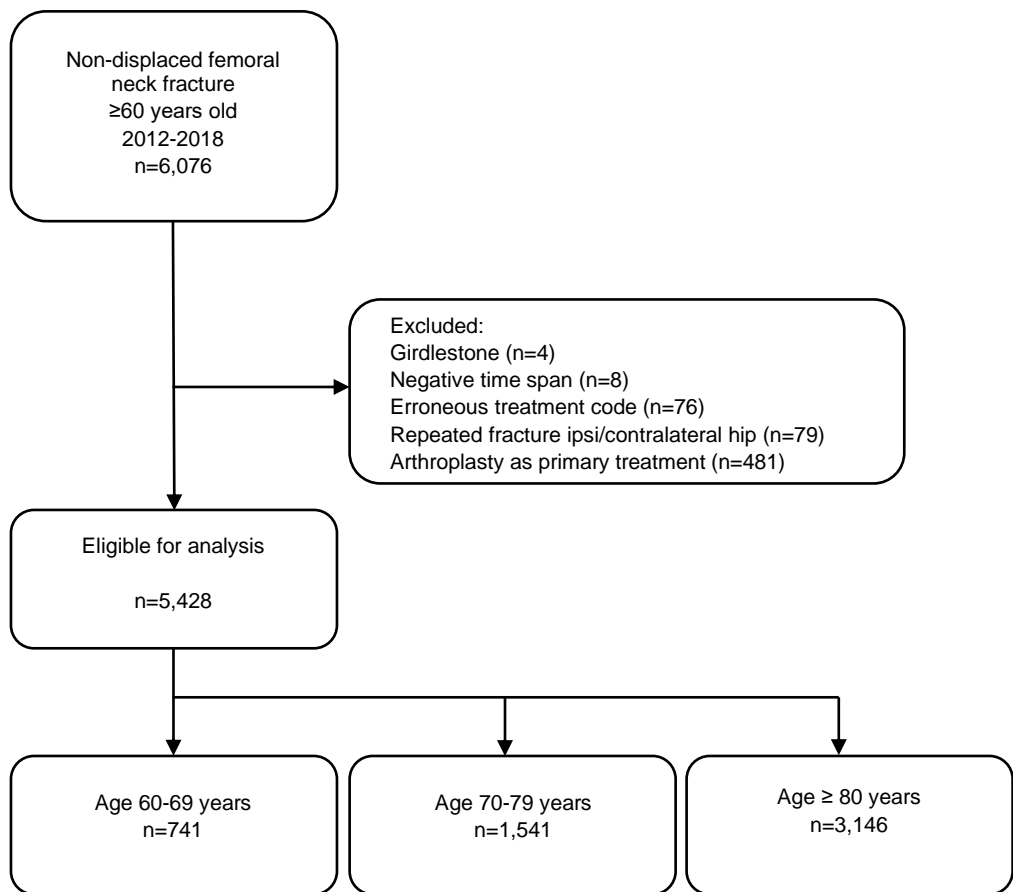 Non-displaced femoral
neck fracture
≥60 years old
2012-2018
n=6,076
Excluded:
Girdlestone (n=4)
Negative time span (n=8)
Erroneous treatment code (n=76)
Repeated fracture ipsi/contralateral hip (n=79)
Arthroplasty as primary treatment (n=481)
Eligible for analysis
n=5,428
Age 60-69 years
n=741
Age 70-79 years
n=1,541
Age ≥ 80 years
n=3,146